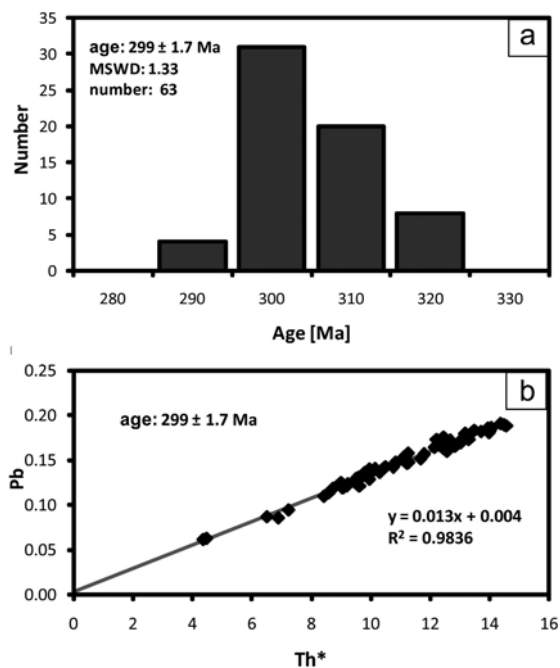 35
30
25
20
15
10
5
0
Number
age: 299 ± 1.7 Ma
MSWD: 1.33
number: 63
a
280 290 300 310 320 330
Age [Ma]
0.25
0.20
0.15
0.10
0.05
0.00
Pb
age: 299 ± 1.7 Ma
b
y = 0.013x + 0.004
R² = 0.9836
0 2 4 6 8 10 12 14 16
Th*